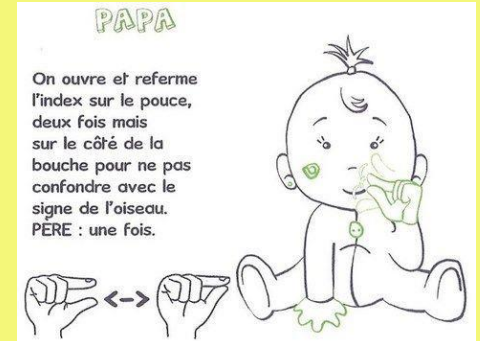 PAPA
On ouvre et referme
l'index sur le pouce,
deux fois mais
sur le côté de la
bouche pour ne pas
confondre avec le
signe de l'oiseau.
PERE : une fois.